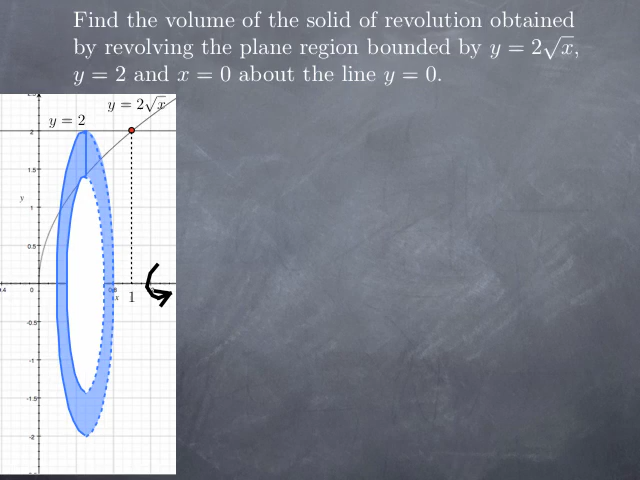 Find the volume of the solid of revolution obtained
by revolving the plane region bounded by y = 2√x,
y = 2 and x = 0 about the line y = 0.
y = 2√x
y = 2
2
1.5
y
1
0.5
0
x
1
-0.5
-1
-1.5
-2